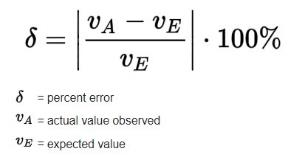 δ = |(v_A − v_E) / v_E| · 100%
δ = percent error
v_A = actual value observed
v_E = expected value